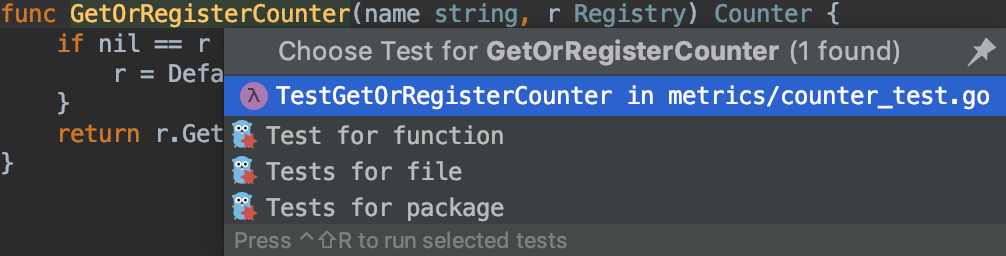 func GetOrRegisterCounter(name string, r Registry) Counter {
if nil == r
r = Defa
}
return r.Get
}
Choose Test for GetOrRegisterCounter (1 found)
λ TestGetOrRegisterCounter in metrics/counter_test.go
Test for function
Tests for file
Tests for package
Press ^⇧R to run selected tests